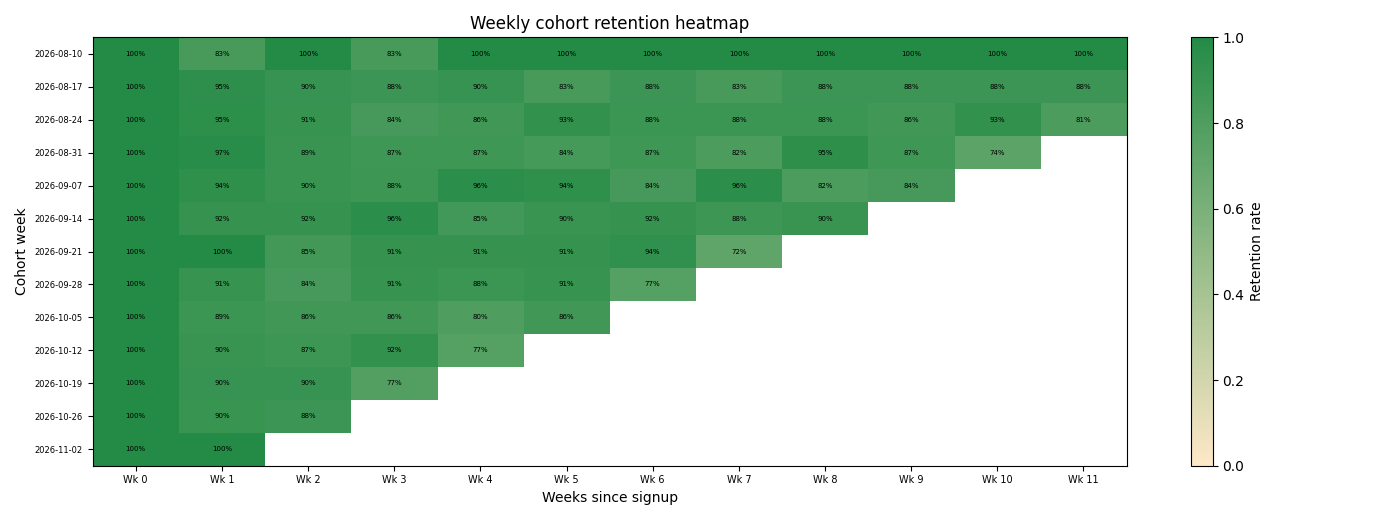 Weekly cohort retention heatmap
2026-08-10 100% 83% 100% 83% 100% 100% 100% 100% 100% 100% 100% 100%
2026-08-17 100% 95% 90% 88% 90% 83% 88% 83% 88% 88% 88% 88%
2026-08-24 100% 95% 91% 84% 86% 93% 88% 88% 88% 86% 93% 81%
2026-08-31 100% 97% 89% 87% 87% 84% 87% 82% 95% 87% 74%
2026-09-07 100% 94% 90% 88% 96% 94% 84% 96% 82% 84%
2026-09-14 100% 92% 92% 96% 85% 90% 92% 88% 90%
2026-09-21 100% 100% 85% 91% 91% 91% 94% 72%
2026-09-28 100% 91% 84% 91% 88% 91% 77%
2026-10-05 100% 89% 86% 86% 80% 86%
2026-10-12 100% 90% 87% 92% 77%
2026-10-19 100% 90% 90% 77%
2026-10-26 100% 90% 88%
2026-11-02 100% 100%
Wk 0 Wk 1 Wk 2 Wk 3 Wk 4 Wk 5 Wk 6 Wk 7 Wk 8 Wk 9 Wk 10 Wk 11
Weeks since signup
Cohort week
1.0
0.8
0.6
0.4
0.2
0.0
Retention rate